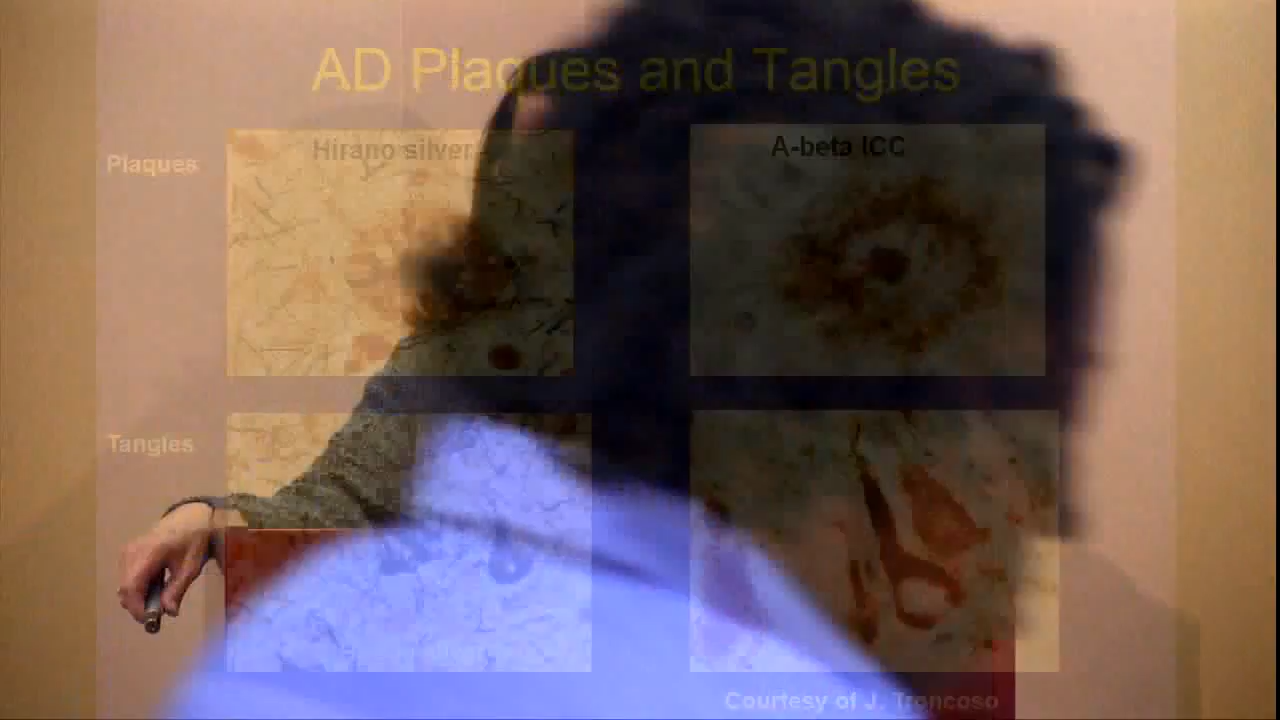 AD Plaques and Tangles
Hirano silver
A-beta ICC
Plaques
Tangles
Courtesy of J. Troncoso